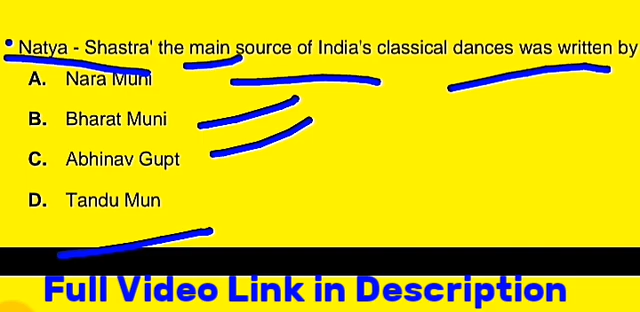 • Natya - Shastra' the main source of India's classical dances was written by
A. Nara Muni
B. Bharat Muni
C. Abhinav Gupt
D. Tandu Mun
Full Video Link in Description